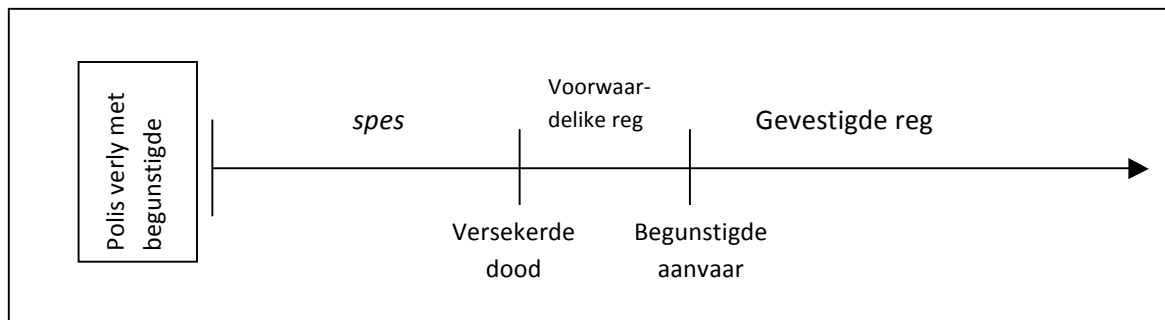 Polis verly met
begunstigde
spes
Voorwaar-
delike reg
Gevestigde reg
Versekerde
dood
Begunstigde
aanvaar